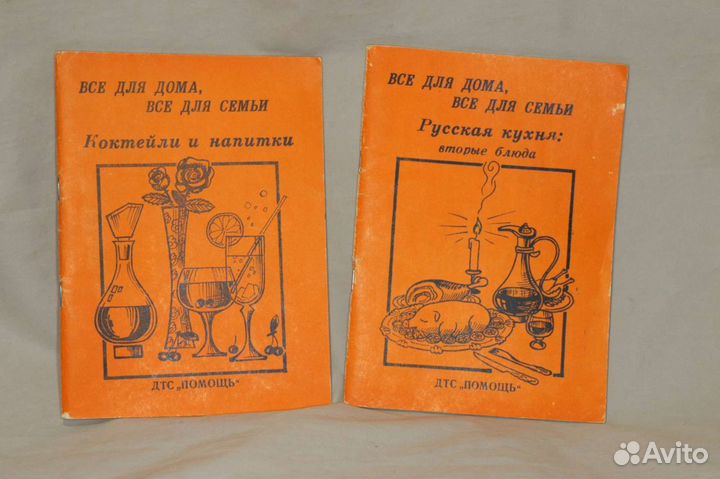 ВСЕ ДЛЯ ДОМА,
ВСЕ ДЛЯ СЕМЬИ
Коктейли и напитки
ДТС „ПОМОЩЬ“
ВСЕ ДЛЯ ДОМА,
ВСЕ ДЛЯ СЕМЬИ
Русская кухня:
вторые блюда
ДТС „ПОМОЩЬ“
Avito